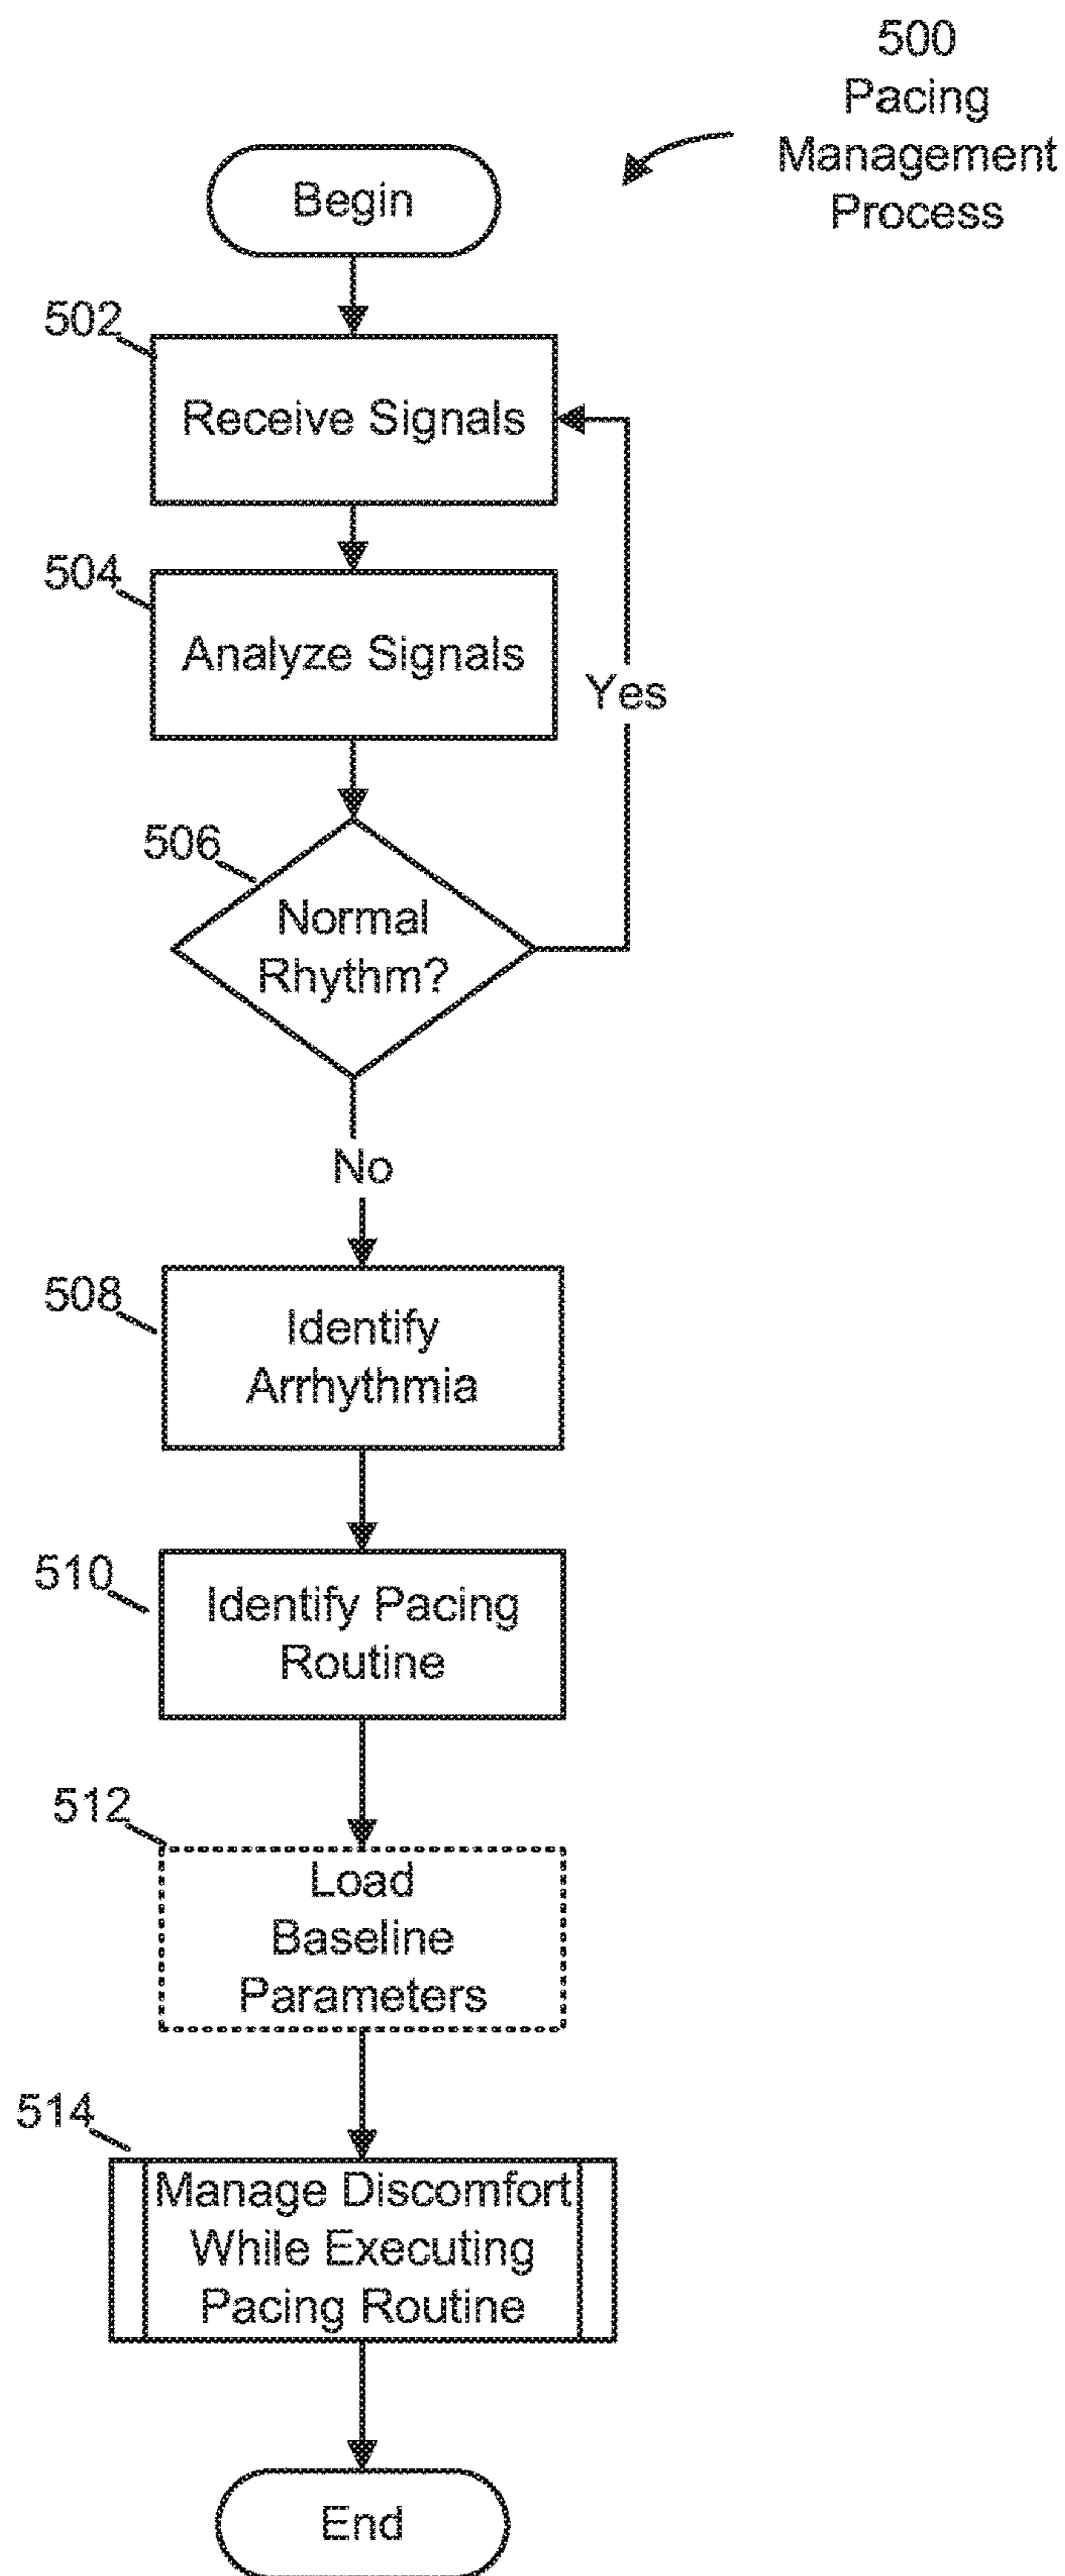 500
Pacing
Management
Process
Begin
502
Receive Signals
504
Analyze Signals
Yes
506
Normal
Rhythm?
No
508
Identify
Arrhythmia
510
Identify Pacing
Routine
512
Load
Baseline
Parameters
514
Manage Discomfort
While Executing
Pacing Routine
End